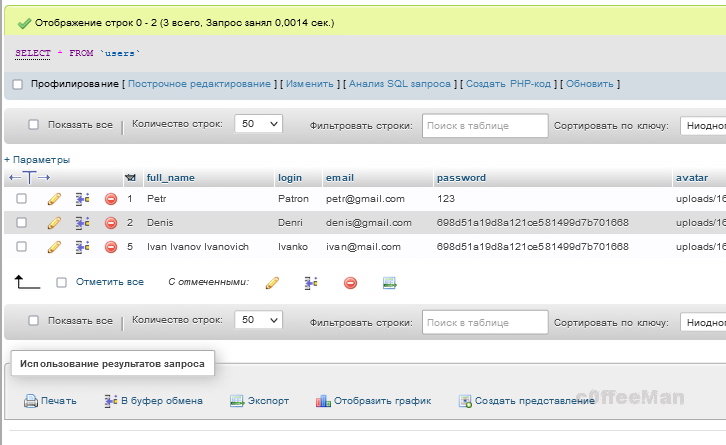 Отображение строк 0 - 2 (3 всего, Запрос занял 0,0014 сек.)
SELECT * FROM `users`
Профилирование [ Построчное редактирование ] [ Изменить ] [ Анализ SQL запроса ] [ Создать PHP-код ] [ Обновить ]
Показать все | Количество строк: 50 Фильтровать строки: Поиск в таблице Сортировать по ключу:
+ Параметры
full_name login email password avatar
1 Petr Patron petr@gmail.com 123 uploads/16
2 Denis Denri denis@gmail.com 698d51a19d8a121ce581499d7b701668 uploads/16
5 Ivan Ivanov Ivanovich Ivanko ivan@mail.com 698d51a19d8a121ce581499d7b701668 uploads/16
Отметить все С отмеченными:
Показать все | Количество строк: 50 Фильтровать строки: Поиск в таблице Сортировать по ключу:
Использование результатов запроса
Печать В буфер обмена Экспорт Отобразить график Создать представление
c0ffeeMan